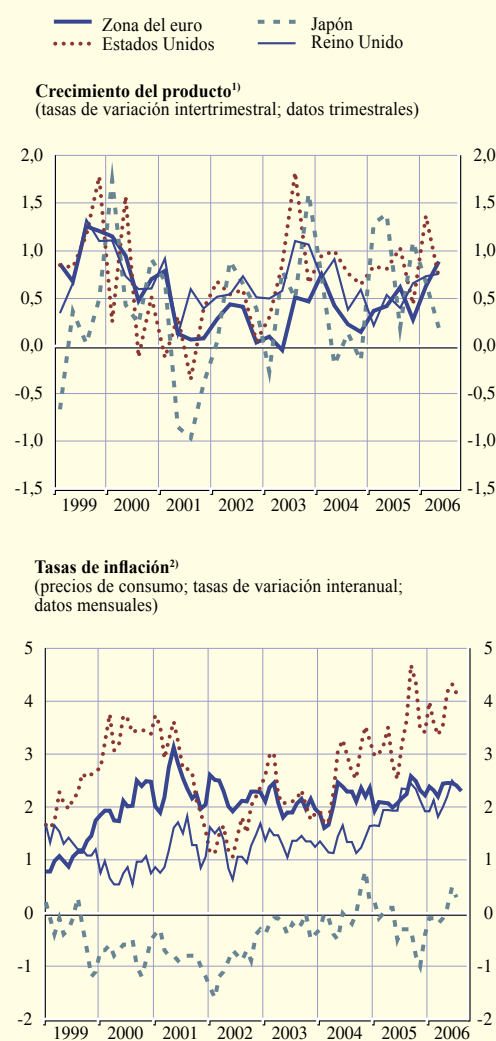 Zona del euro
Estados Unidos
Japón
Reino Unido
Crecimiento del producto1)
(tasas de variación intertrimestral; datos trimestrales)
2,0 2,0
1,5 1,5
1,0 1,0
0,5 0,5
0,0 0,0
-0,5 -0,5
-1,0 -1,0
-1,5 -1,5
1999 2000 2001 2002 2003 2004 2005 2006
Tasas de inflación2)
(precios de consumo; tasas de variación interanual;
datos mensuales)
5 5
4 4
3 3
2 2
1 1
0 0
-1 -1
-2 -2
1999 2000 2001 2002 2003 2004 2005 2006